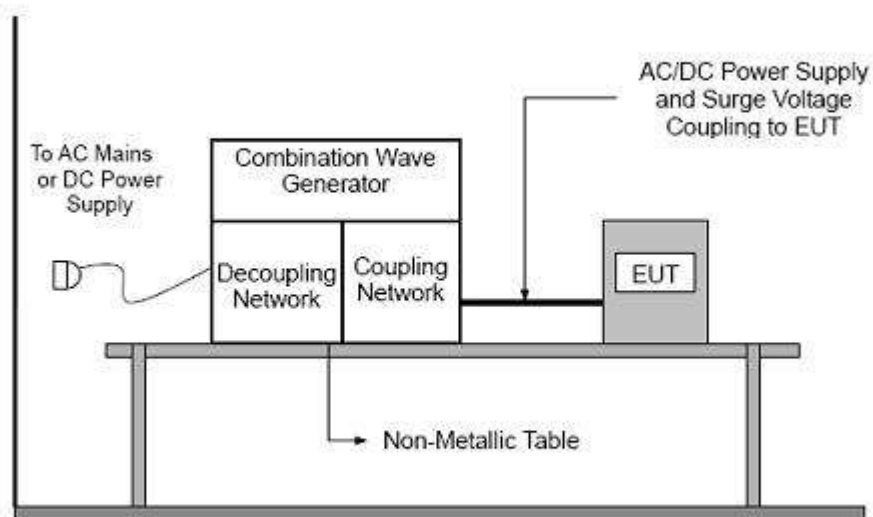 AC/DC Power Supply
and Surge Voltage
Coupling to EUT
To AC Mains
or DC Power
Supply
Combination Wave
Generator
Decoupling
Network
Coupling
Network
EUT
Non-Metallic Table